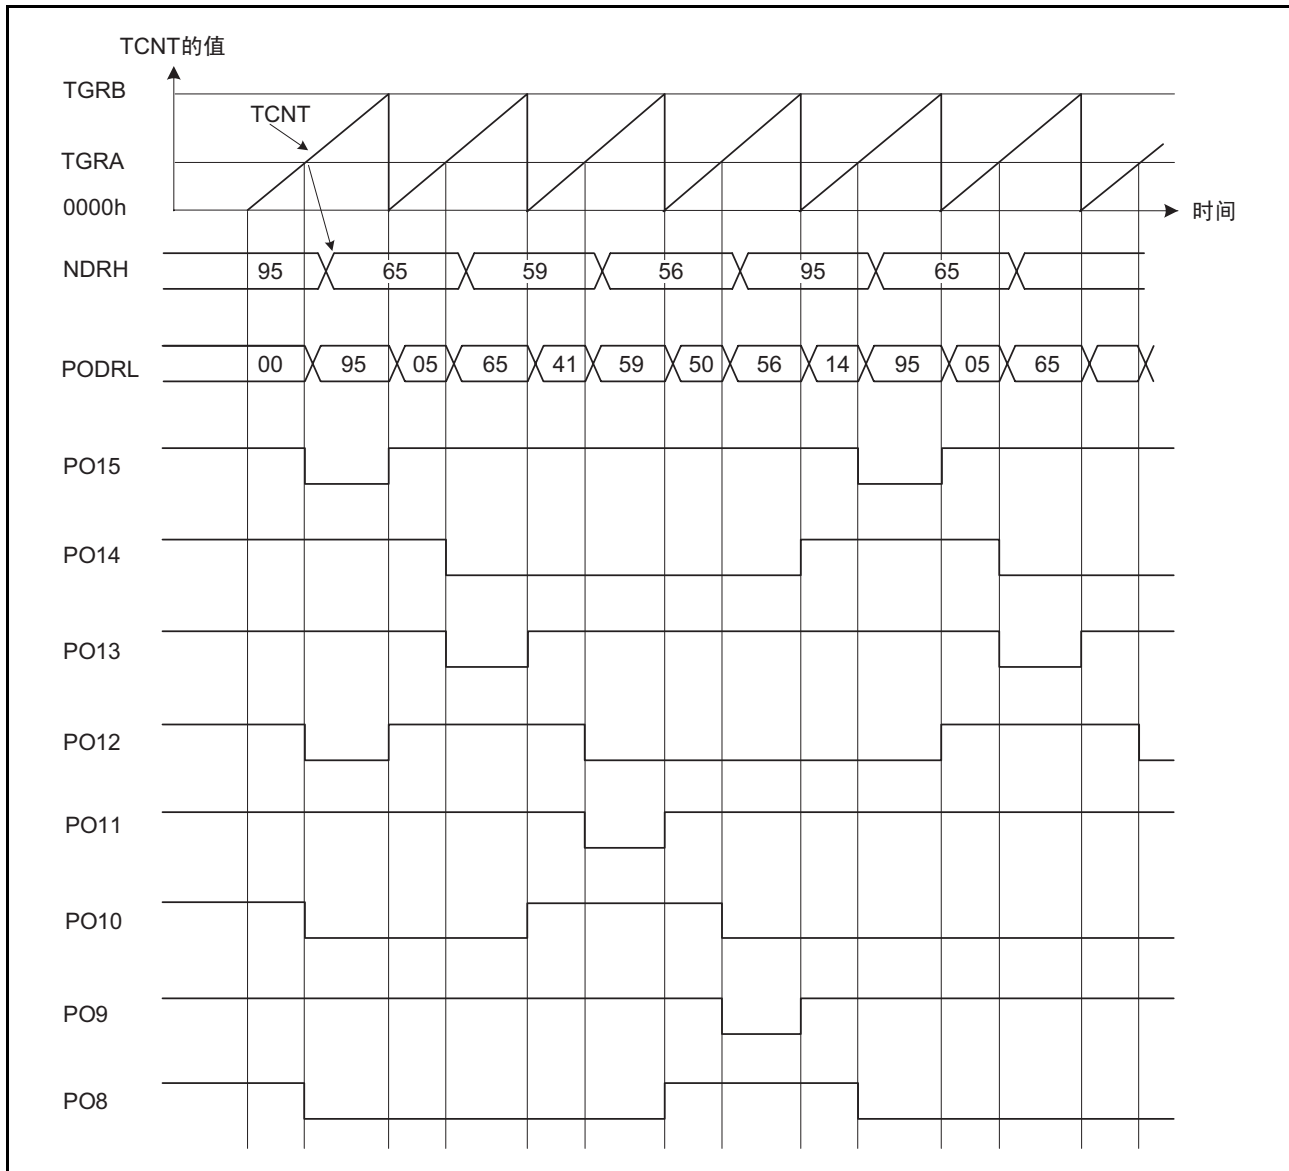 TCNT的值
TGRB
TCNT
TGRA
0000h
时间
NDRH 95 65 59 56 95 65
PODRL 00 95 05 65 41 59 50 56 14 95 05 65
PO15
PO14
PO13
PO12
PO11
PO10
PO9
PO8